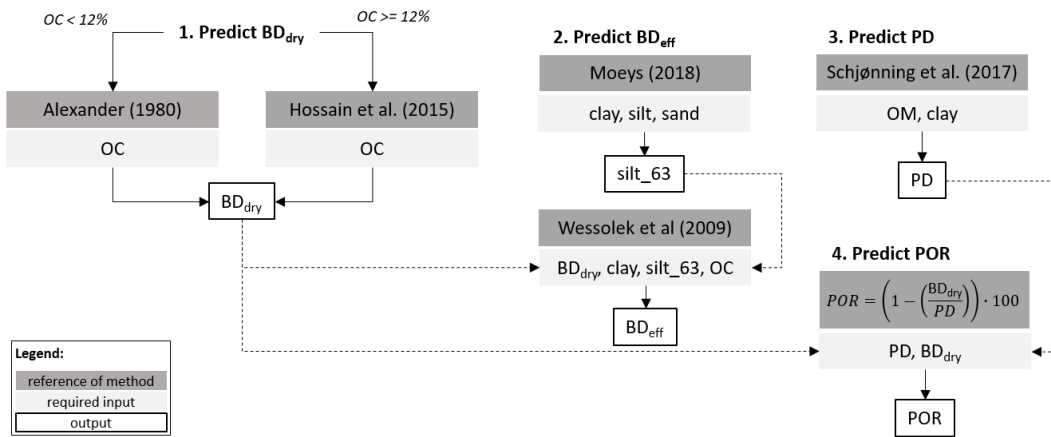 OC < 12%
OC >= 12%
1. Predict BDdry
Alexander (1980)
OC
Hossain et al. (2015)
OC
BDdry
2. Predict BDeff
Moeys (2018)
clay, silt, sand
silt_63
Wessolek et al (2009)
BDdry, clay, silt_63, OC
BDeff
3. Predict PD
Schjønning et al. (2017)
OM, clay
PD
4. Predict POR
POR = (1 − (BDdry/PD)) · 100
PD, BDdry
POR
Legend:
reference of method
required input
output